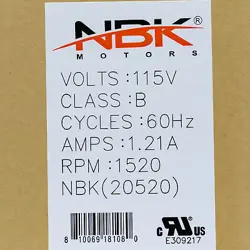 NBK
MOTORS
VOLTS :115V
CLASS :B
CYCLES :60Hz
AMPS :1.21A
RPM :1520
NBK(20520)
8 10069 18108 0
c RU us
E309217